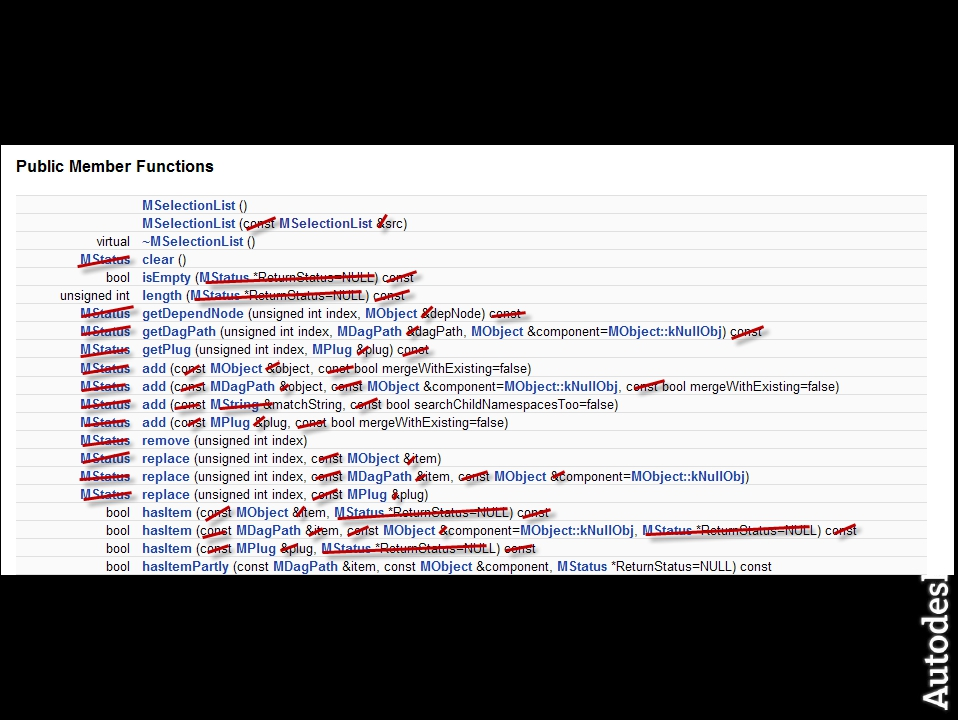 Public Member Functions
MSelectionList ()
MSelectionList (const MSelectionList &src)
virtual ~MSelectionList ()
MStatus clear ()
bool isEmpty (MStatus *ReturnStatus=NULL) const
unsigned int length (MStatus *ReturnStatus=NULL) const
MStatus getDependNode (unsigned int index, MObject &depNode) const
MStatus getDagPath (unsigned int index, MDagPath &dagPath, MObject &component=MObject::kNullObj) const
MStatus getPlug (unsigned int index, MPlug &plug) const
MStatus add (const MObject &object, const bool mergeWithExisting=false)
MStatus add (const MDagPath &object, const MObject &component=MObject::kNullObj, const bool mergeWithExisting=false)
MStatus add (const MString &matchString, const bool searchChildNamespacesToo=false)
MStatus add (const MPlug &plug, const bool mergeWithExisting=false)
MStatus remove (unsigned int index)
MStatus replace (unsigned int index, const MObject &item)
MStatus replace (unsigned int index, const MDagPath &item, const MObject &component=MObject::kNullObj)
MStatus replace (unsigned int index, const MPlug &plug)
bool hasItem (const MObject &item, MStatus *ReturnStatus=NULL) const
bool hasItem (const MDagPath &item, const MObject &component=MObject::kNullObj, MStatus *ReturnStatus=NULL) const
bool hasItem (const MPlug &plug, MStatus *ReturnStatus=NULL) const
bool hasItemPartly (const MDagPath &item, const MObject &component, MStatus *ReturnStatus=NULL) const
Autodes